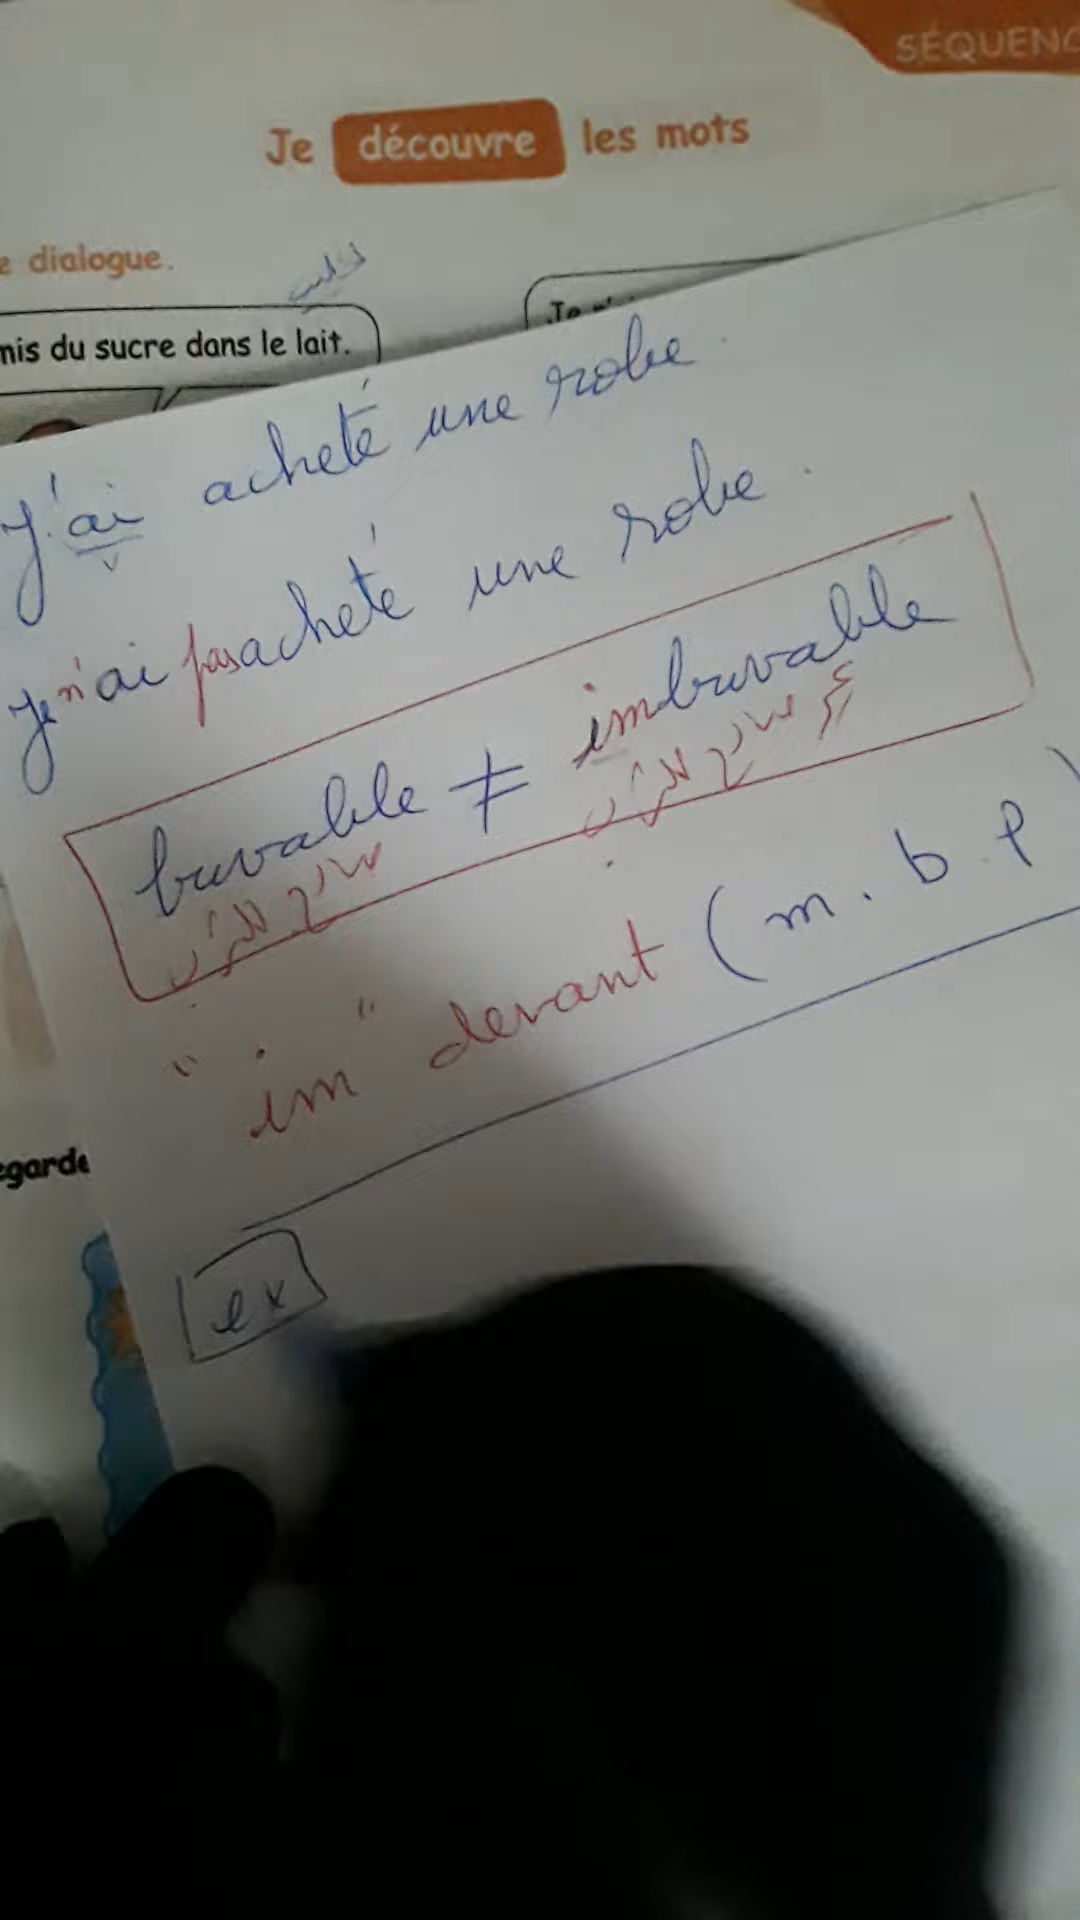 SÉQUENC
Je découvre les mots
e dialogue.
mis du sucre dans le lait.
J'ai acheté une robe.
Je n'ai pas acheté une robe.
buvable ≠ imbuvable
"im" devant (m. b p)
egarde
ex